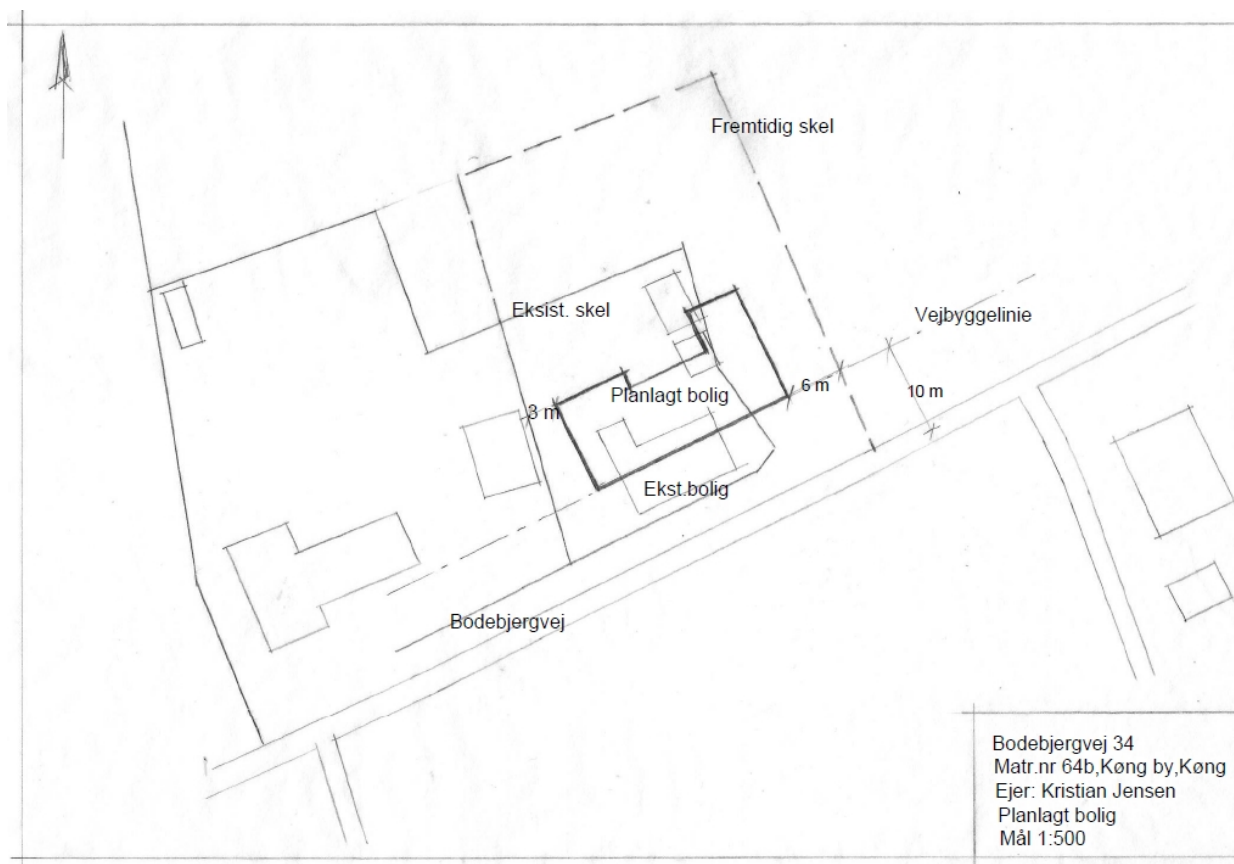 Fremtidig skel
Eksist. skel
Vejbyggelinie
Planlagt bolig
6 m
10 m
3 m
Ekst.bolig
Bodebjergvej
Bodebjergvej 34
Matr.nr 64b,Køng by,Køng
Ejer: Kristian Jensen
Planlagt bolig
Mål 1:500